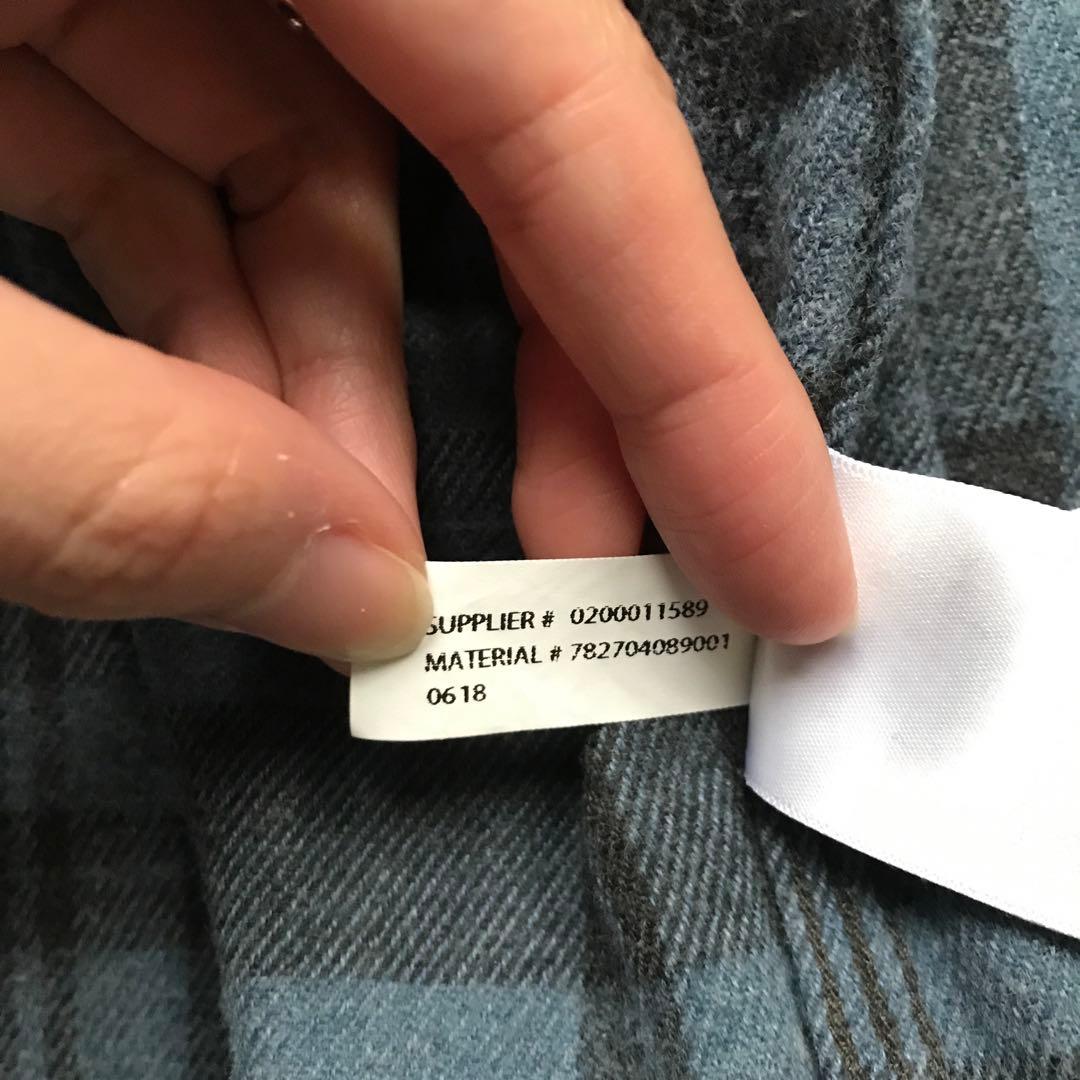 SUPPLIER # 0200011589
MATERIAL # 782704089001
0618